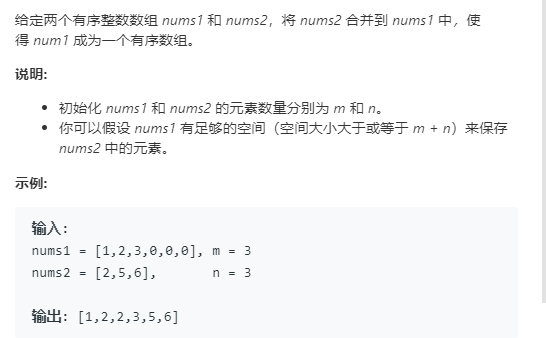 给定两个有序整数数组 nums1 和 nums2，将 nums2 合并到 nums1 中，使
得 num1 成为一个有序数组。
说明:
• 初始化 nums1 和 nums2 的元素数量分别为 m 和 n。
• 你可以假设 nums1 有足够的空间（空间大小大于或等于 m + n）来保存
nums2 中的元素。
示例:
输入:
nums1 = [1,2,3,0,0,0], m = 3
nums2 = [2,5,6],       n = 3
输出: [1,2,2,3,5,6]